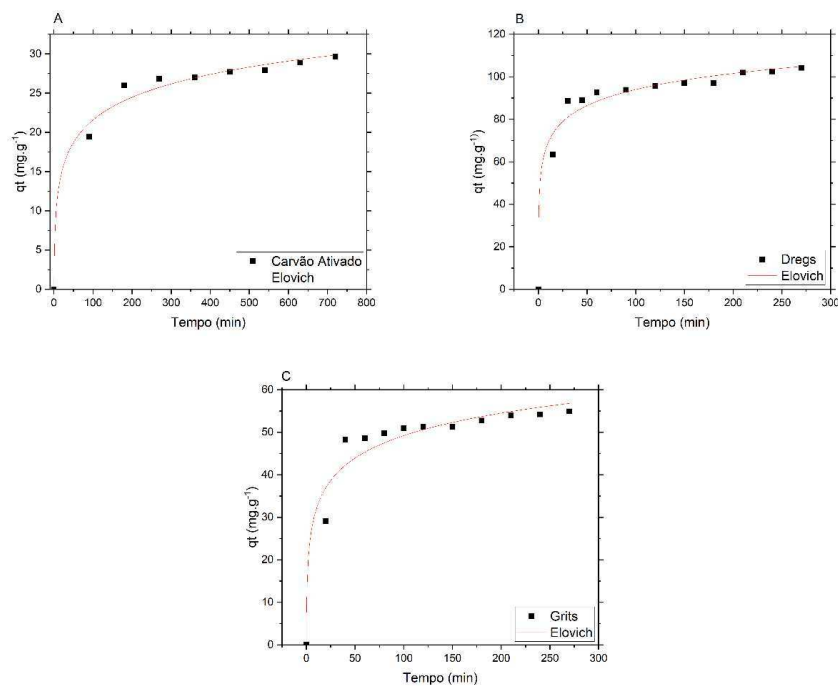 A
30
25
20
15
10
5
0
qt (mg.g-1)
0 100 200 300 400 500 600 700 800
Tempo (min)
Carvão Ativado
Elovich
B
120
100
80
60
40
20
0
qt (mg.g-1))
0 50 100 150 200 250 300
Tempo (min)
Dregs
Elovich
C
60
50
40
30
20
10
0
qt (mg.g-1)
0 50 100 150 200 250 300
Tempo (min)
Grits
Elovich